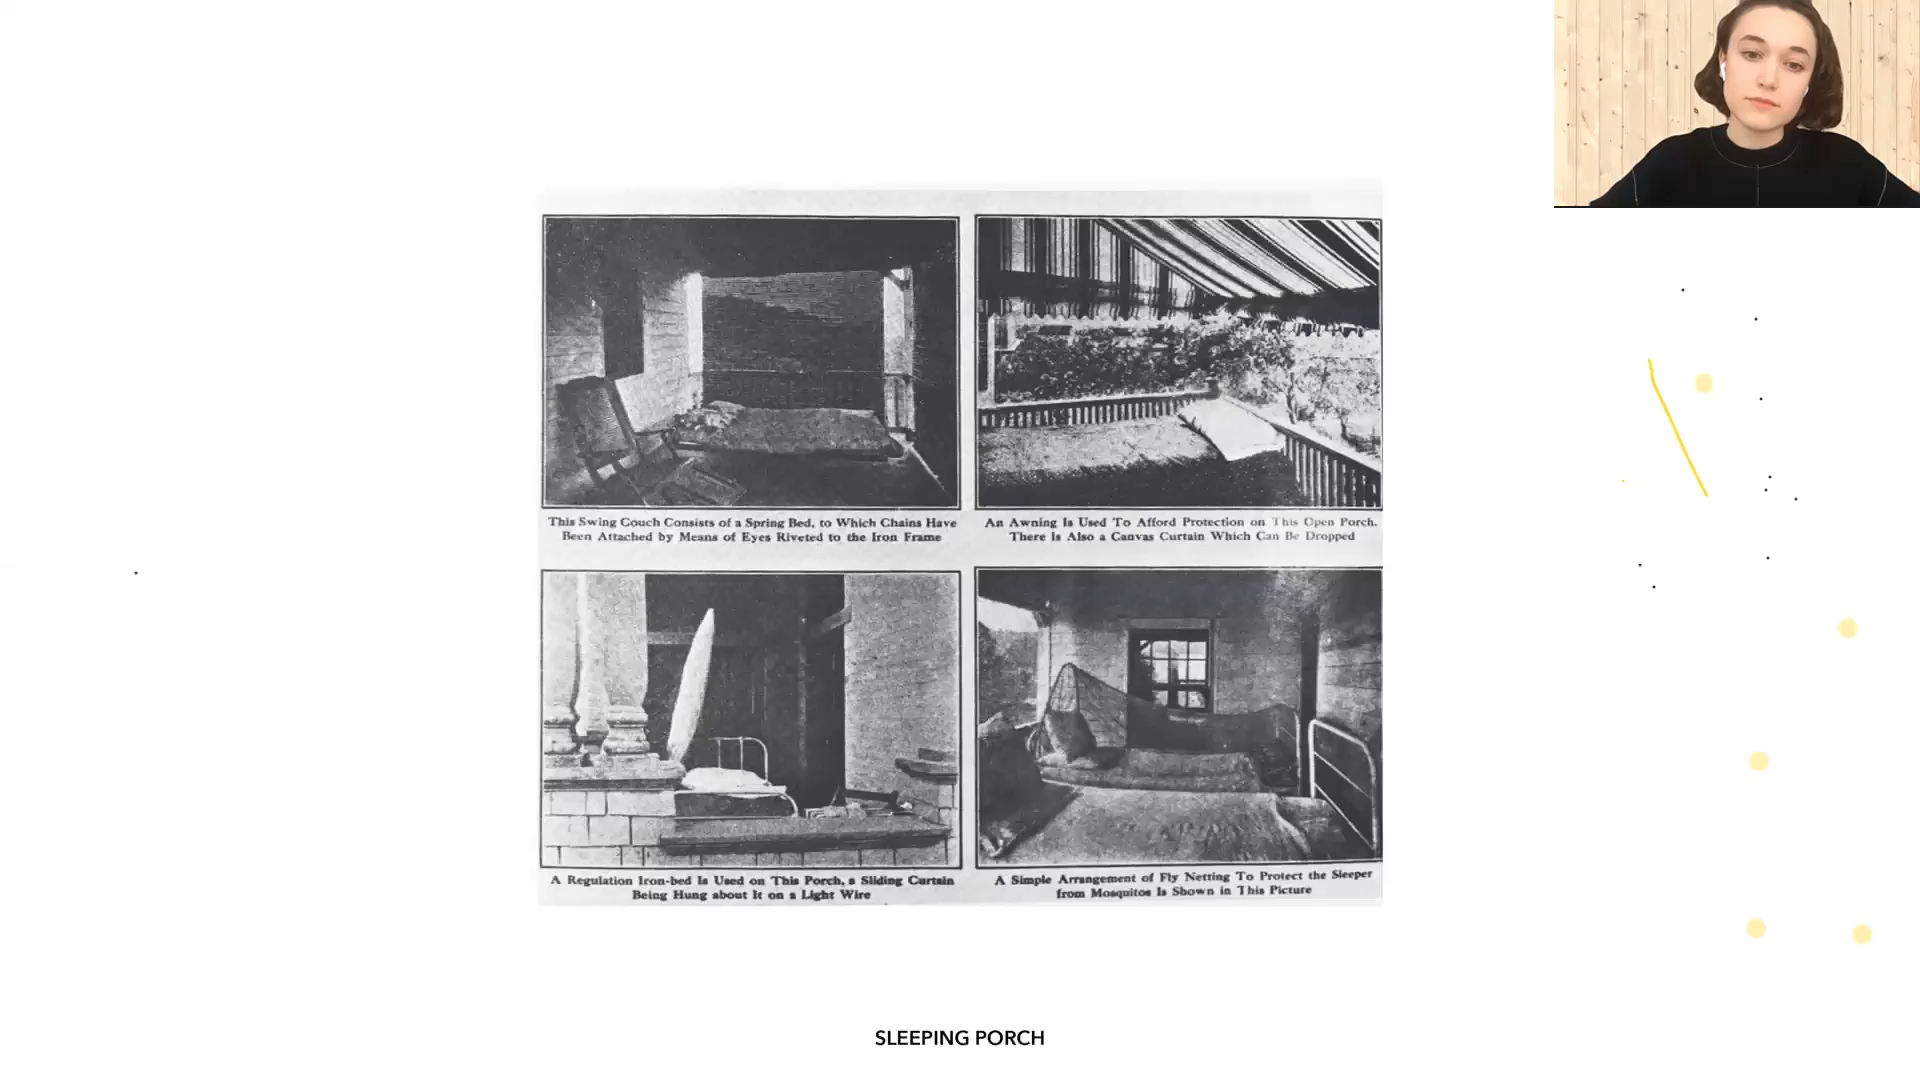 This Swing Couch Consists of a Spring Bed, to Which Chains Have
Been Attached by Means of Eyes Riveted to the Iron Frame
An Awning Is Used To Afford Protection on This Open Porch.
There Is Also a Canvas Curtain Which Can Be Dropped
A Regulation Iron-bed Is Used on This Porch, a Sliding Curtain
Being Hung about It on a Light Wire
A Simple Arrangement of Fly Netting To Protect the Sleeper
from Mosquitos Is Shown in This Picture
SLEEPING PORCH